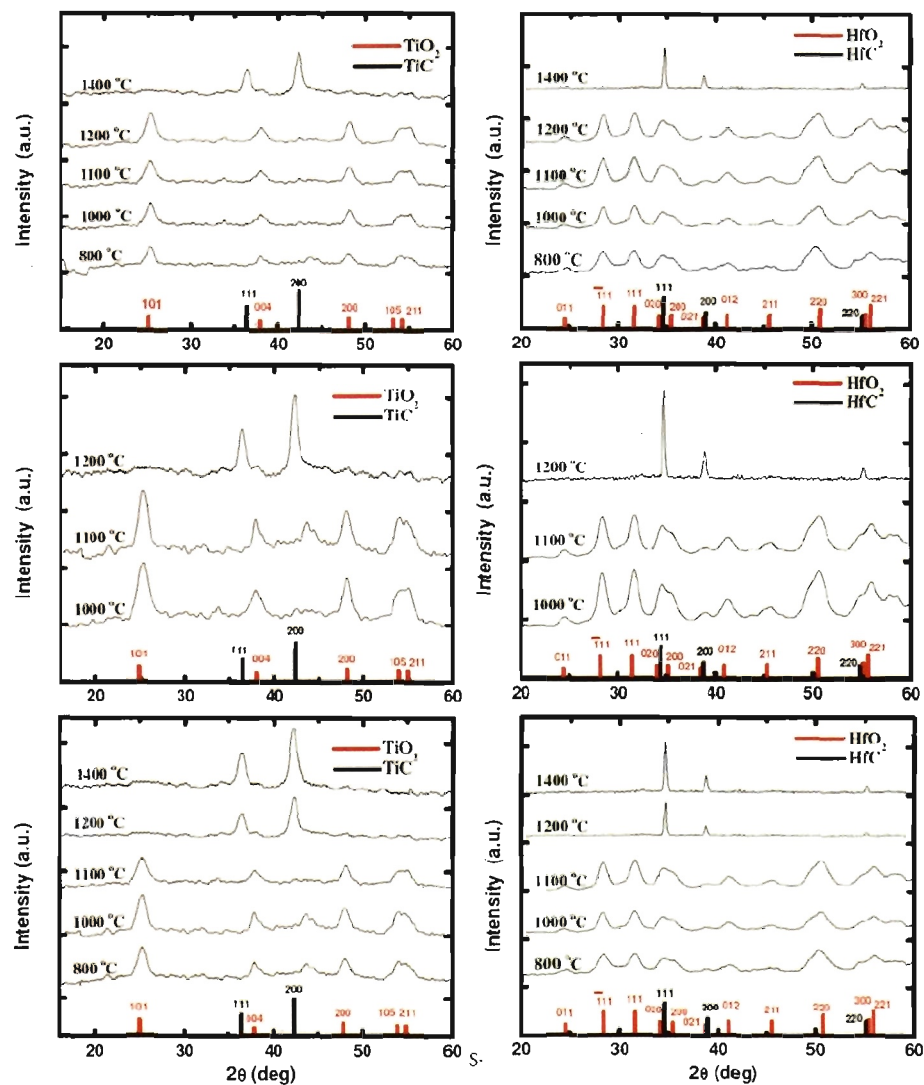 TiO2
TiC
1400 °C
1200 °C
1100 °C
1000 °C
800 °C
101
111
004
200
200
105
211
20 30 40 50 60
Intensity (a.u.)
HfO2
HfC
1400 °C
1200 °C
1100 °C
1000 °C
800 °C
011
111
111
020
111
200
021
200
012
211
220
220
300
221
20 30 40 50 60
Intensity (a.u.)
TiO2
TiC
1200 °C
1100 °C
1000 °C
101
111
004
200
200
105
211
20 30 40 50 60
Intensity (a.u.)
HfO2
HfC
1200 °C
1100 °C
1000 °C
011
111
111
020
111
200
021
200
012
211
220
220
300
221
20 30 40 50 60
Intensity (a.u.)
TiO2
TiC
1400 °C
1200 °C
1100 °C
1000 °C
800 °C
101
111
004
200
200
105
211
20 30 40 50 60
2θ (deg)
Intensity (a.u.)
HfO2
HfC
1400 °C
1200 °C
1100 °C
1000 °C
800 °C
011
111
111
020
111
200
021
200
012
211
220
220
300
221
20 30 40 50 60
2θ (deg)
Intensity (a.u.)
S-